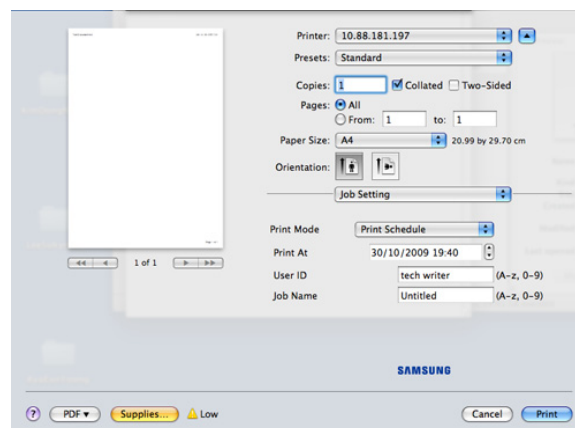 Printer: 10.88.181.197
Presets: Standard
Copies: 1 Collated Two-Sided
Pages: All
From: 1 to: 1
Paper Size: A4 20.99 by 29.70 cm
Orientation:
Job Setting
Print Mode Print Schedule
Print At 30/10/2009 19:40
1 of 1
User ID tech writer (A-z, 0-9)
Job Name Untitled (A-z, 0-9)
SAMSUNG
? PDF Supplies... Low Cancel Print